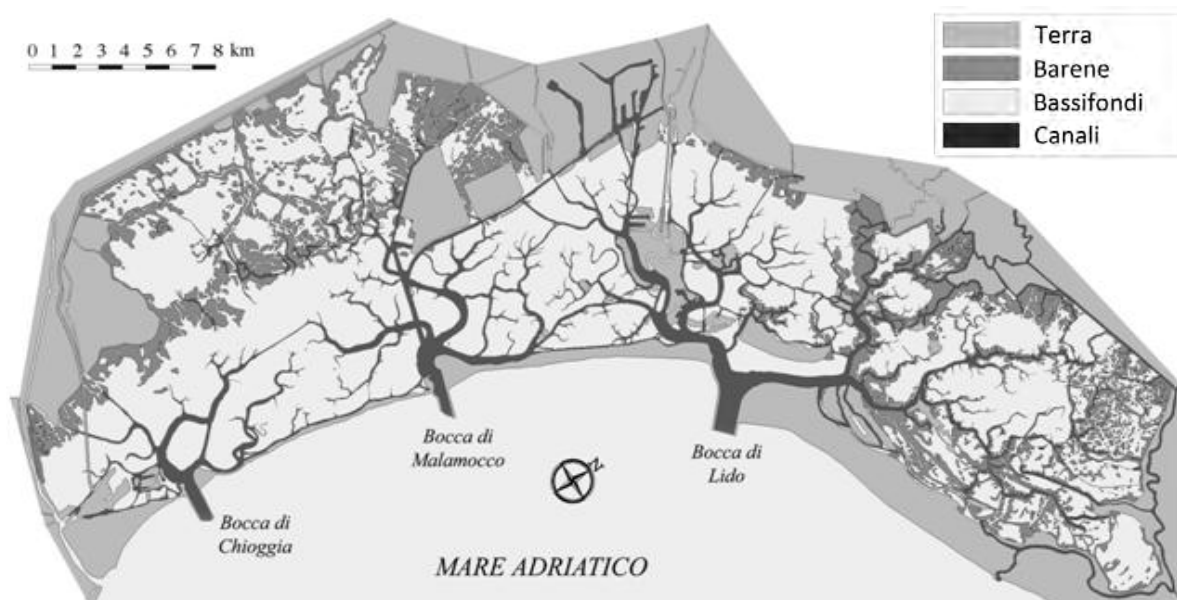 0 1 2 3 4 5 6 7 8 km
Terra
Barene
Bassifondi
Canali
Bocca di
Malamocco
Bocca di
Lido
N
Bocca di
Chioggia
MARE ADRIATICO